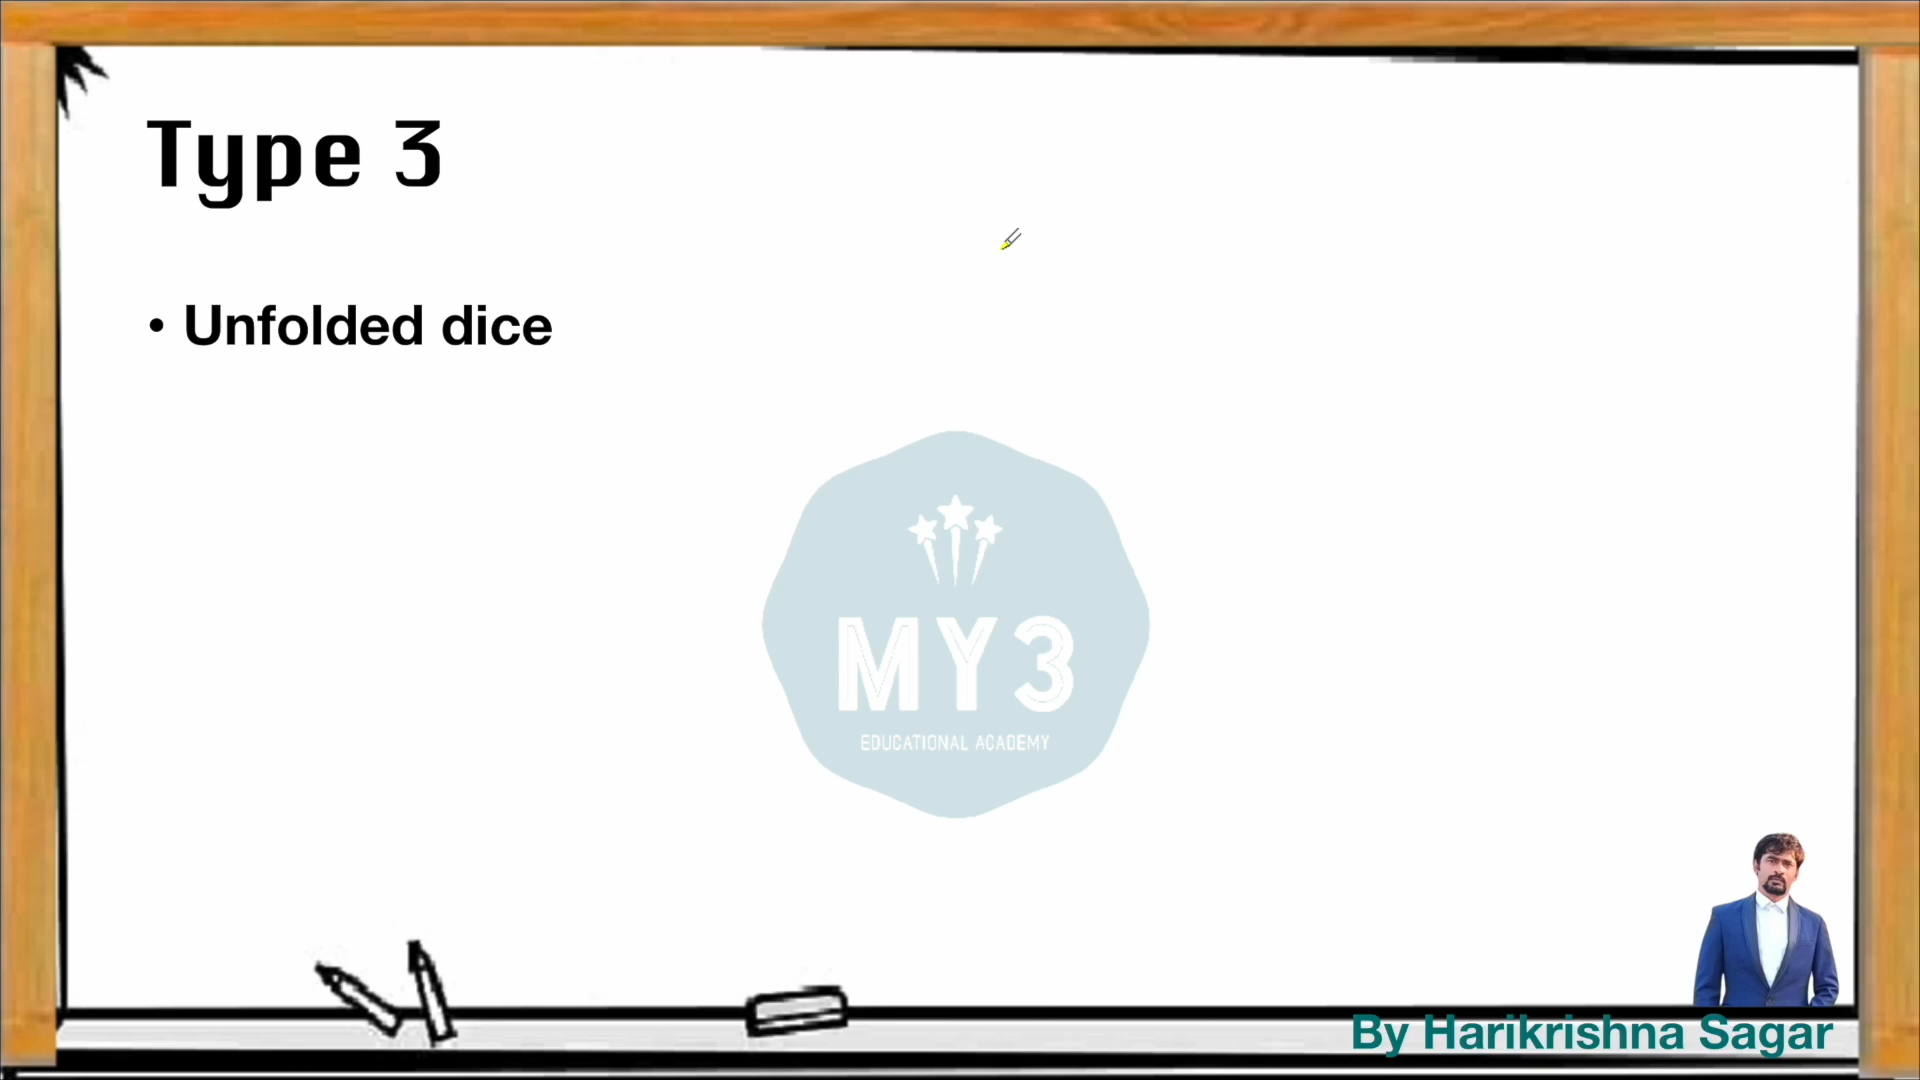 Type 3
• Unfolded dice
MY3
EDUCATIONAL ACADEMY
By Harikrishna Sagar